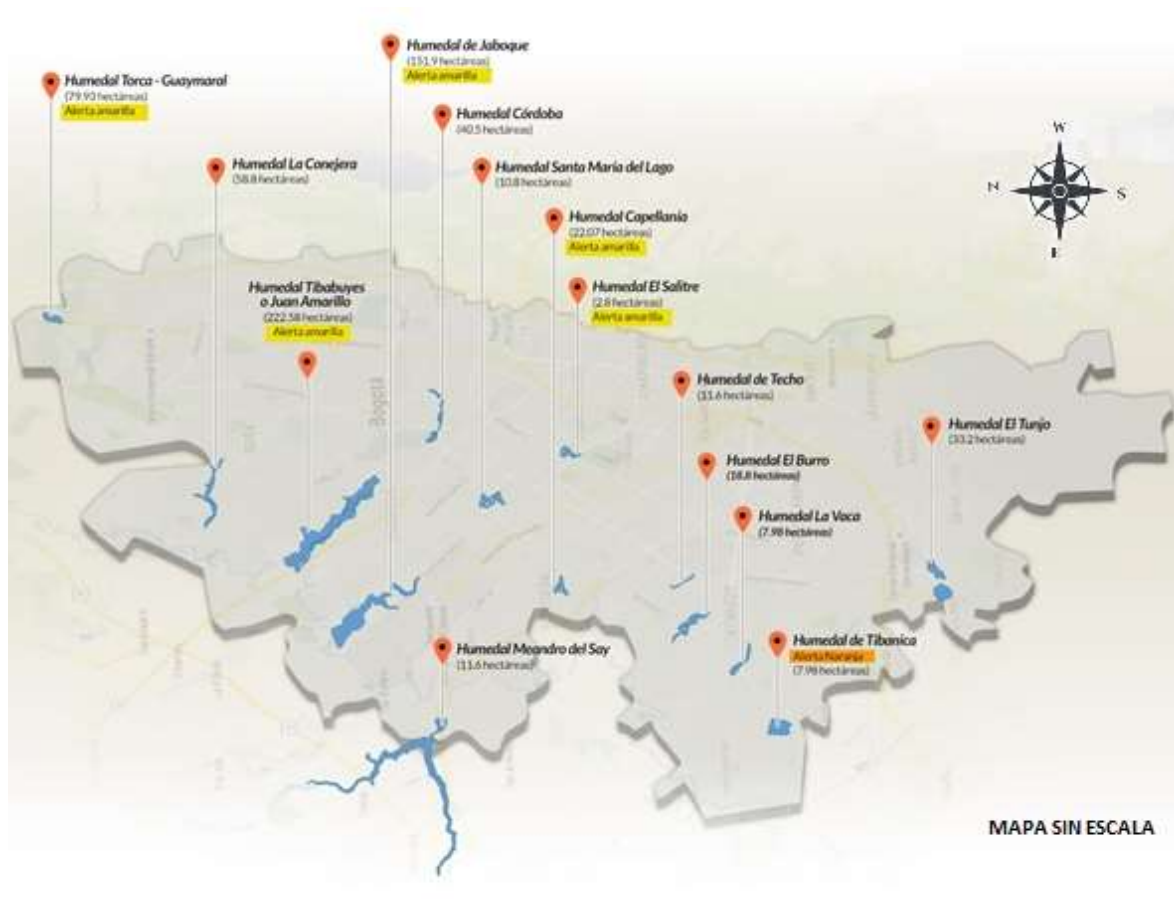 Humedal de Jaboque
(151.9 hectáreas)
Alerta amarilla
Humedal Torca - Guaymaral
(79.93 hectáreas)
Alerta amarilla
Humedal Córdoba
(40.5 hectáreas)
Humedal La Conejera
(58.8 hectáreas)
Humedal Santa María del Lago
(10.8 hectáreas)
Humedal Capellanía
(22.07 hectáreas)
Alerta amarilla
Humedal Tibabuyes
o Juan Amarillo
(222.58 hectáreas)
Alerta amarilla
Humedal El Salitre
(2.8 hectáreas)
Alerta amarilla
Humedal de Techo
(11.6 hectáreas)
Humedal El Tunjo
(33.2 hectáreas)
Humedal El Burro
(18.8 hectáreas)
Humedal La Vaca
(7.98 hectáreas)
Humedal Meandro del Say
(11.6 hectáreas)
Humedal de Tibanica
Alerta Naranja
(7.98 hectáreas)
Bogotá
W
N
S
E
MAPA SIN ESCALA